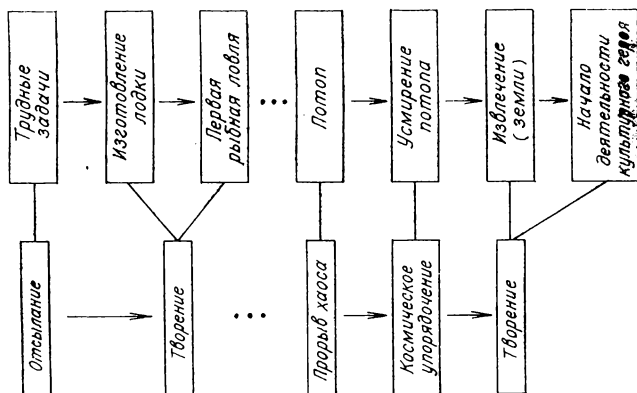 Трудные
задачи
Изготовление
лодки
Первая
рыбная ловля
...
Потоп
Усмирение
потопа
Извлечение
(земли)
Начало
деятельности
культурного героя
Отсылание
Творение
...
Прорыв хаоса
Космическое
упорядочение
Творение